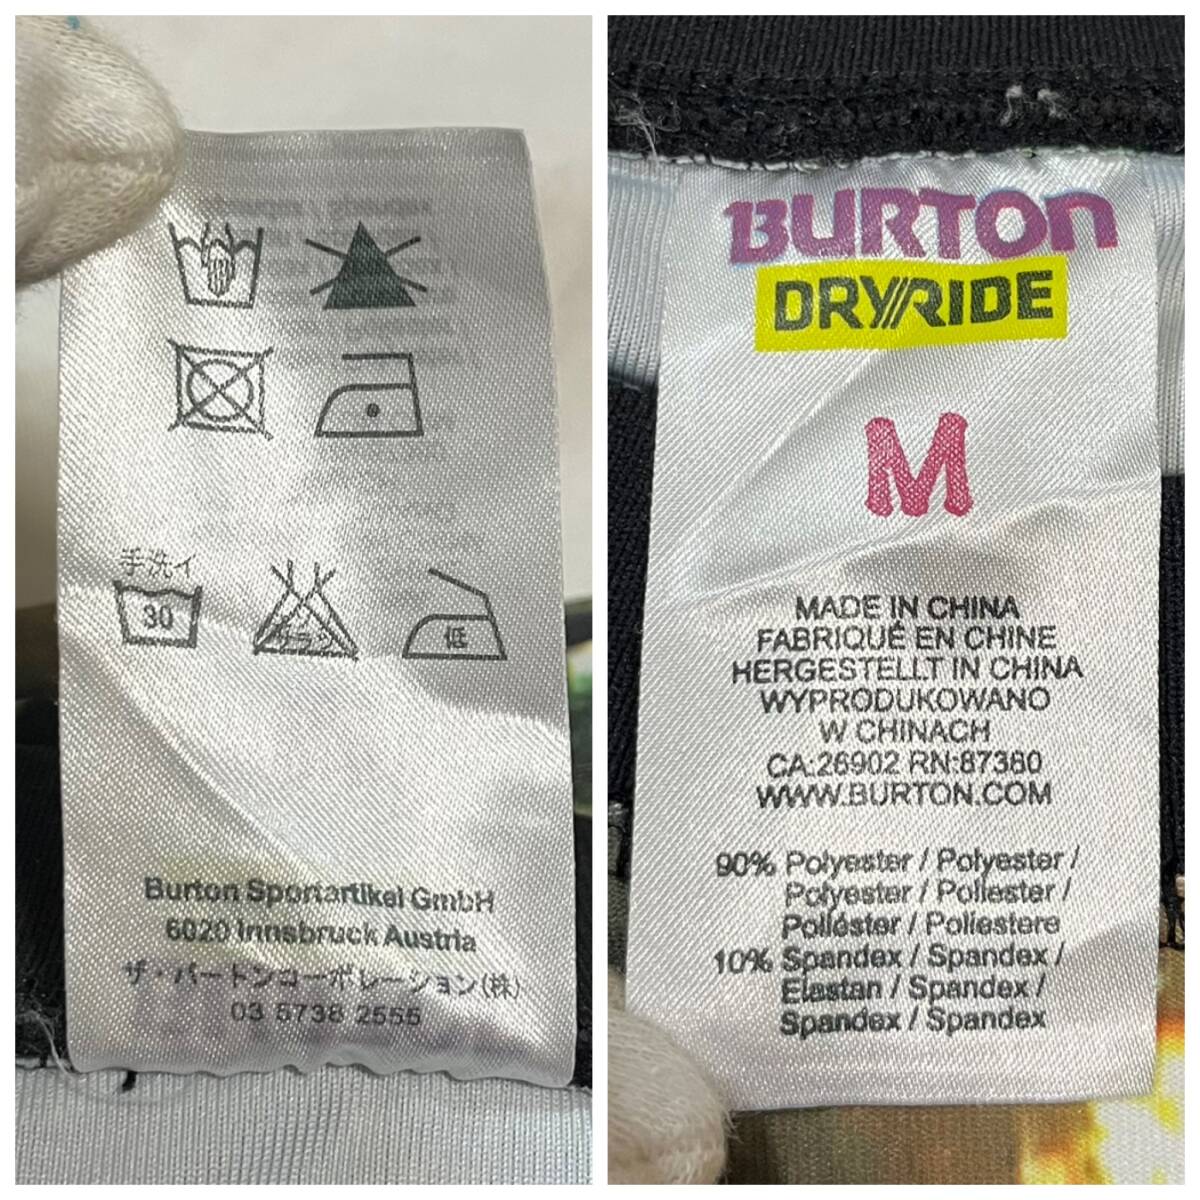 手洗イ
30
低
Burton Sportartikel GmbH
6020 Innsbruck Austria
ザ・バートンコーポレーション(株)
03 5738 2555
BURTON
DRYRIDE
M
MADE IN CHINA
FABRIQUÉ EN CHINE
HERGESTELLT IN CHINA
WYPRODUKOWANO
W CHINACH
CA:26902 RN:87380
WWW.BURTON.COM
90% Polyester / Polyester /
Polyester / Poliester /
Poliéster / Poliestere
10% Spandex / Spandex /
Elastan / Spandex /
Spandex / Spandex